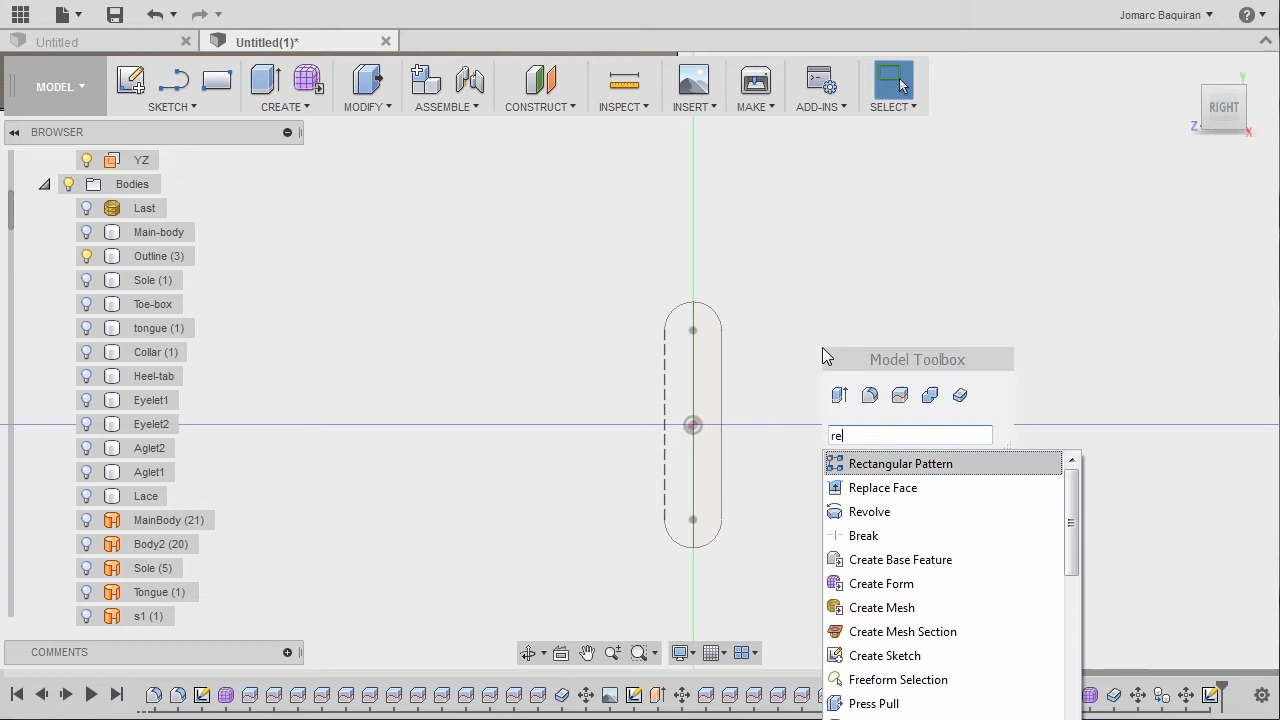 Jomarc Baquiran
?
Untitled
Untitled(1)*
MODEL
SKETCH
CREATE
MODIFY
ASSEMBLE
CONSTRUCT
INSPECT
INSERT
MAKE
ADD-INS
SELECT
Y
RIGHT
Z
X
BROWSER
YZ
Bodies
Last
Main-body
Outline (3)
Sole (1)
Toe-box
tongue (1)
Collar (1)
Heel-tab
Eyelet1
Eyelet2
Aglet2
Aglet1
Lace
MainBody (21)
Body2 (20)
Sole (5)
Tongue (1)
s1 (1)
Model Toolbox
re
Rectangular Pattern
Replace Face
Revolve
Break
Create Base Feature
Create Form
Create Mesh
Create Mesh Section
Create Sketch
Freeform Selection
Press Pull
COMMENTS